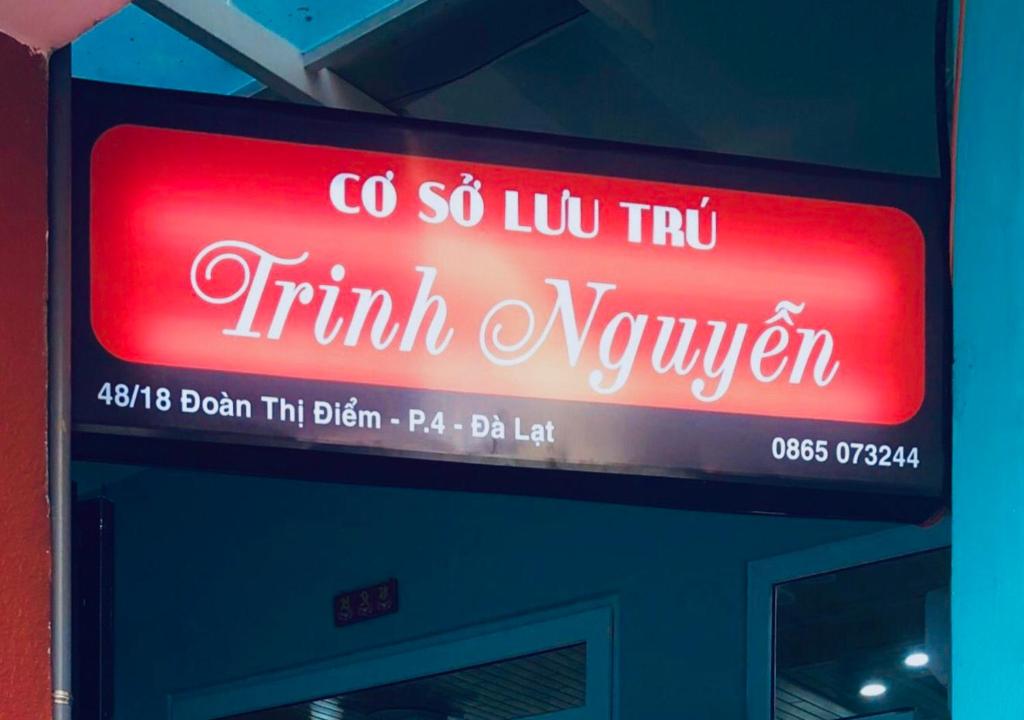 CƠ SỞ LƯU TRÚ
Trinh Nguyễn
48/18 Đoàn Thị Điểm - P.4 - Đà Lạt
0865 073244